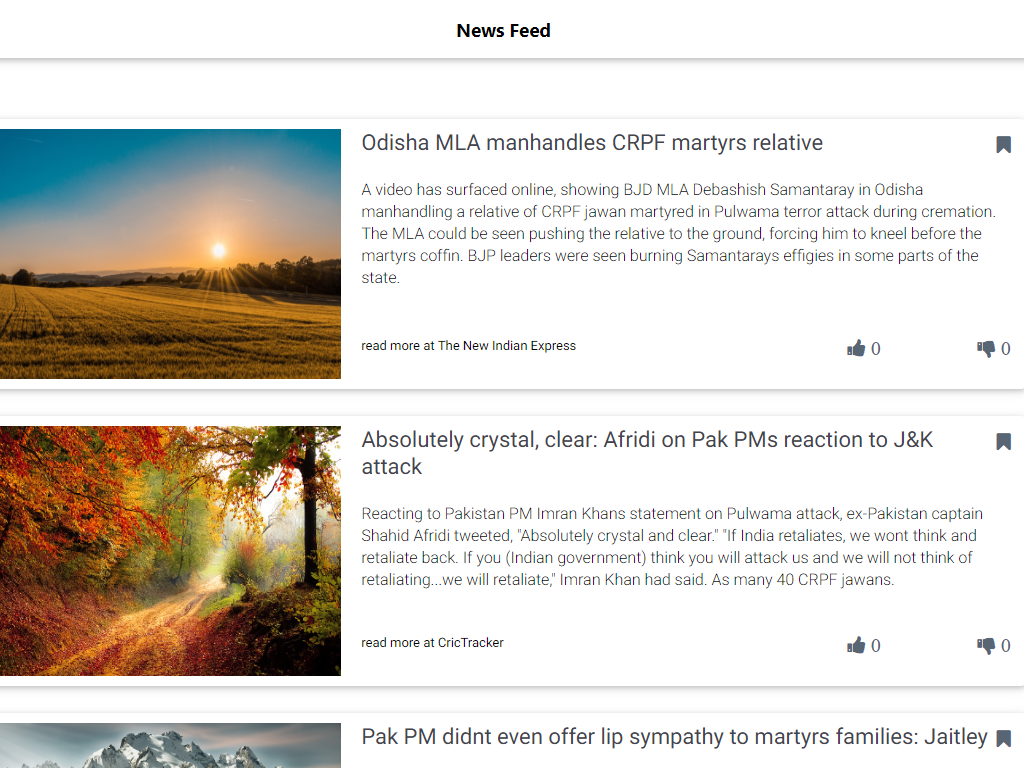 News Feed
Odisha MLA manhandles CRPF martyrs relative
A video has surfaced online, showing BJD MLA Debashish Samantaray in Odisha
manhandling a relative of CRPF jawan martyred in Pulwama terror attack during cremation.
The MLA could be seen pushing the relative to the ground, forcing him to kneel before the
martyrs coffin. BJP leaders were seen burning Samantarays effigies in some parts of the
state.
read more at The New Indian Express
0
0
Absolutely crystal, clear: Afridi on Pak PMs reaction to J&K
attack
Reacting to Pakistan PM Imran Khans statement on Pulwama attack, ex-Pakistan captain
Shahid Afridi tweeted, "Absolutely crystal and clear." "If India retaliates, we wont think and
retaliate back. If you (Indian government) think you will attack us and we will not think of
retaliating...we will retaliate," Imran Khan had said. As many 40 CRPF jawans.
read more at CricTracker
0
0
Pak PM didnt even offer lip sympathy to martyrs families: Jaitley